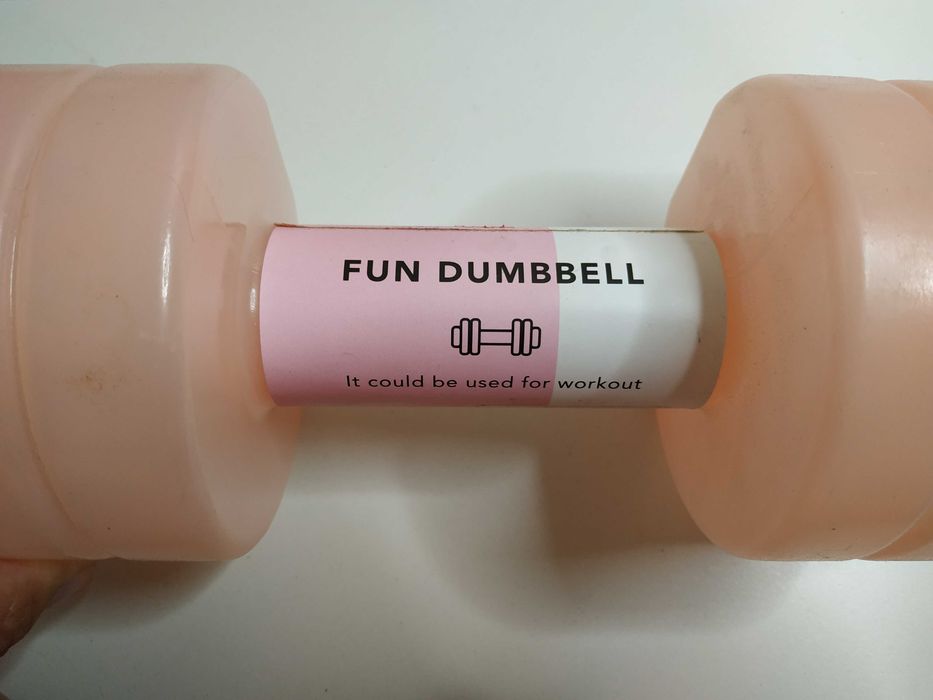 FUN DUMBBELL
It could be used for workout